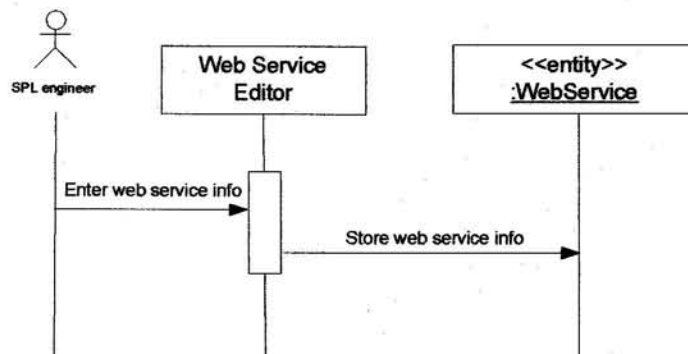 SPL engineer
Web Service
Editor
<<entity>>
:WebService
Enter web service info
Store web service info